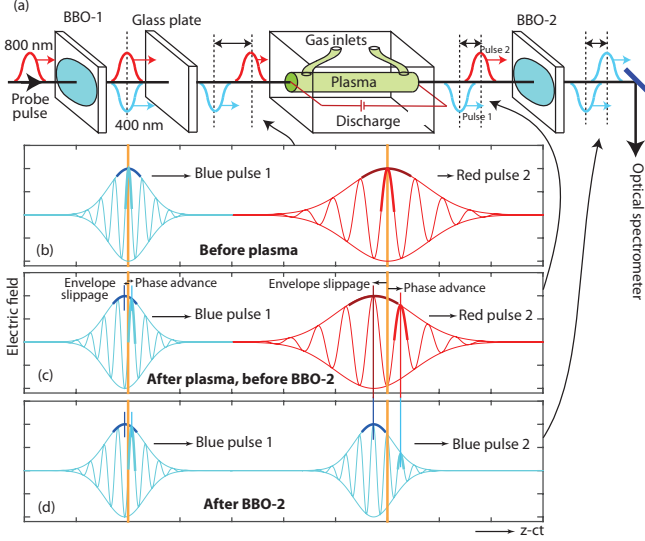 (a)
BBO-1
Glass plate
BBO-2
800 nm
Gas inlets
Pulse 2
Plasma
Probe
pulse
400 nm
Discharge
Pulse 1
Optical spectrometer
Electric field
Blue pulse 1
Red pulse 2
(b)
Before plasma
Envelope
slippage
Phase advance
Envelope slippage
Phase advance
Blue pulse 1
Red pulse 2
(c)
After plasma, before BBO-2
Blue pulse 1
Blue pulse 2
(d)
After BBO-2
z-ct